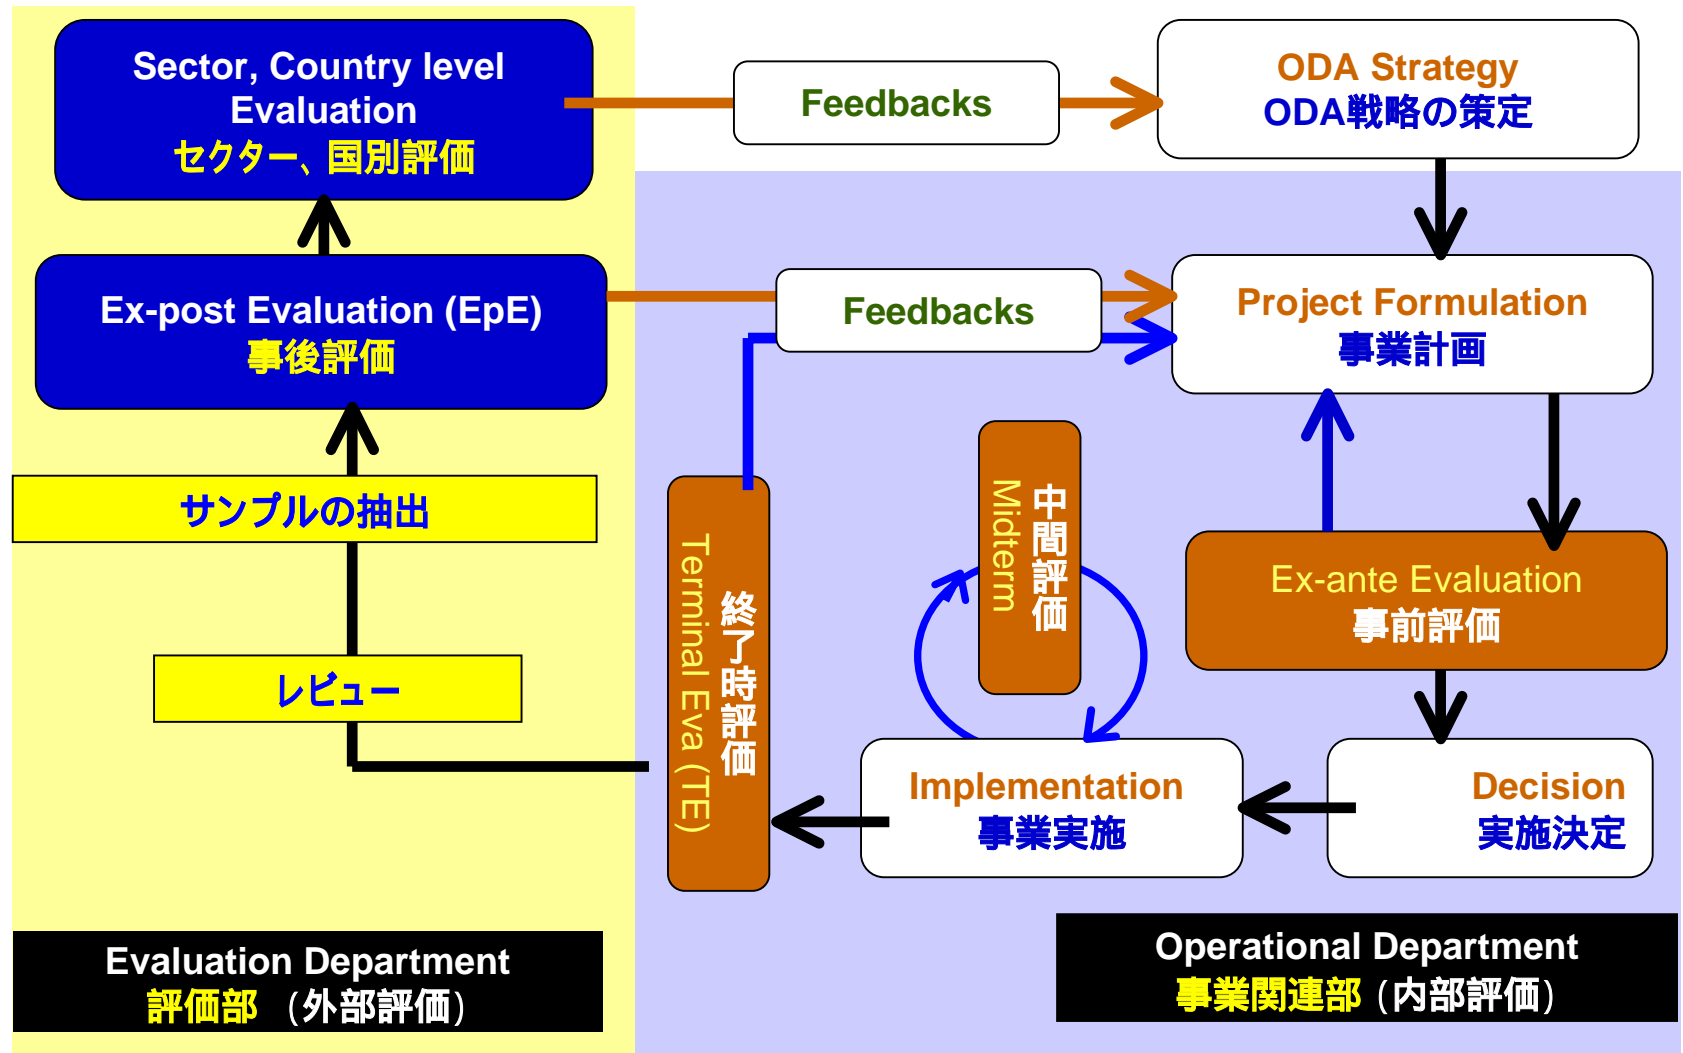 Sector, Country level
Evaluation
セクター、国別評価
Feedbacks
ODA Strategy
ODA戦略の策定
Ex-post Evaluation (EpE)
事後評価
Feedbacks
Project Formulation
事業計画
サンプルの抽出
レビュー
終了時評価
Terminal Eva (TE)
中間評価
Midterm
Ex-ante Evaluation
事前評価
Implementation
事業実施
Decision
実施決定
Evaluation Department
評価部 （外部評価）
Operational Department
事業関連部（内部評価）